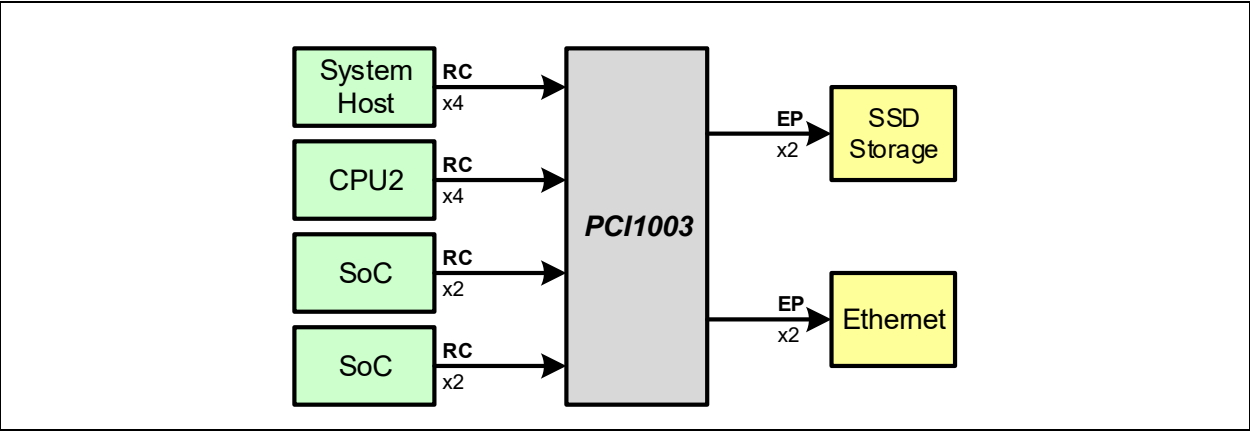 System
Host
RC
x4
CPU2
RC
x4
SoC
RC
x2
SoC
RC
x2
PCI1003
EP
x2
SSD
Storage
EP
x2
Ethernet